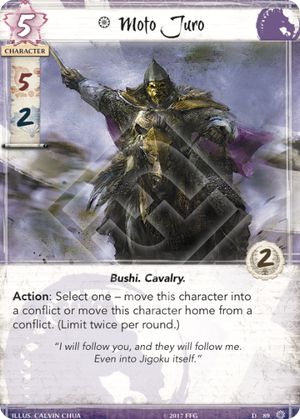 5
Moto Juro
CHARACTER
5
2
2
Bushi. Cavalry.
Action: Select one – move this character into
a conflict or move this character home from a
conflict. (Limit twice per round.)
"I will follow you, and they will follow me.
Even into Jigoku itself."
ILLUS. CALVIN CHUA
©2017 FFG
D 89